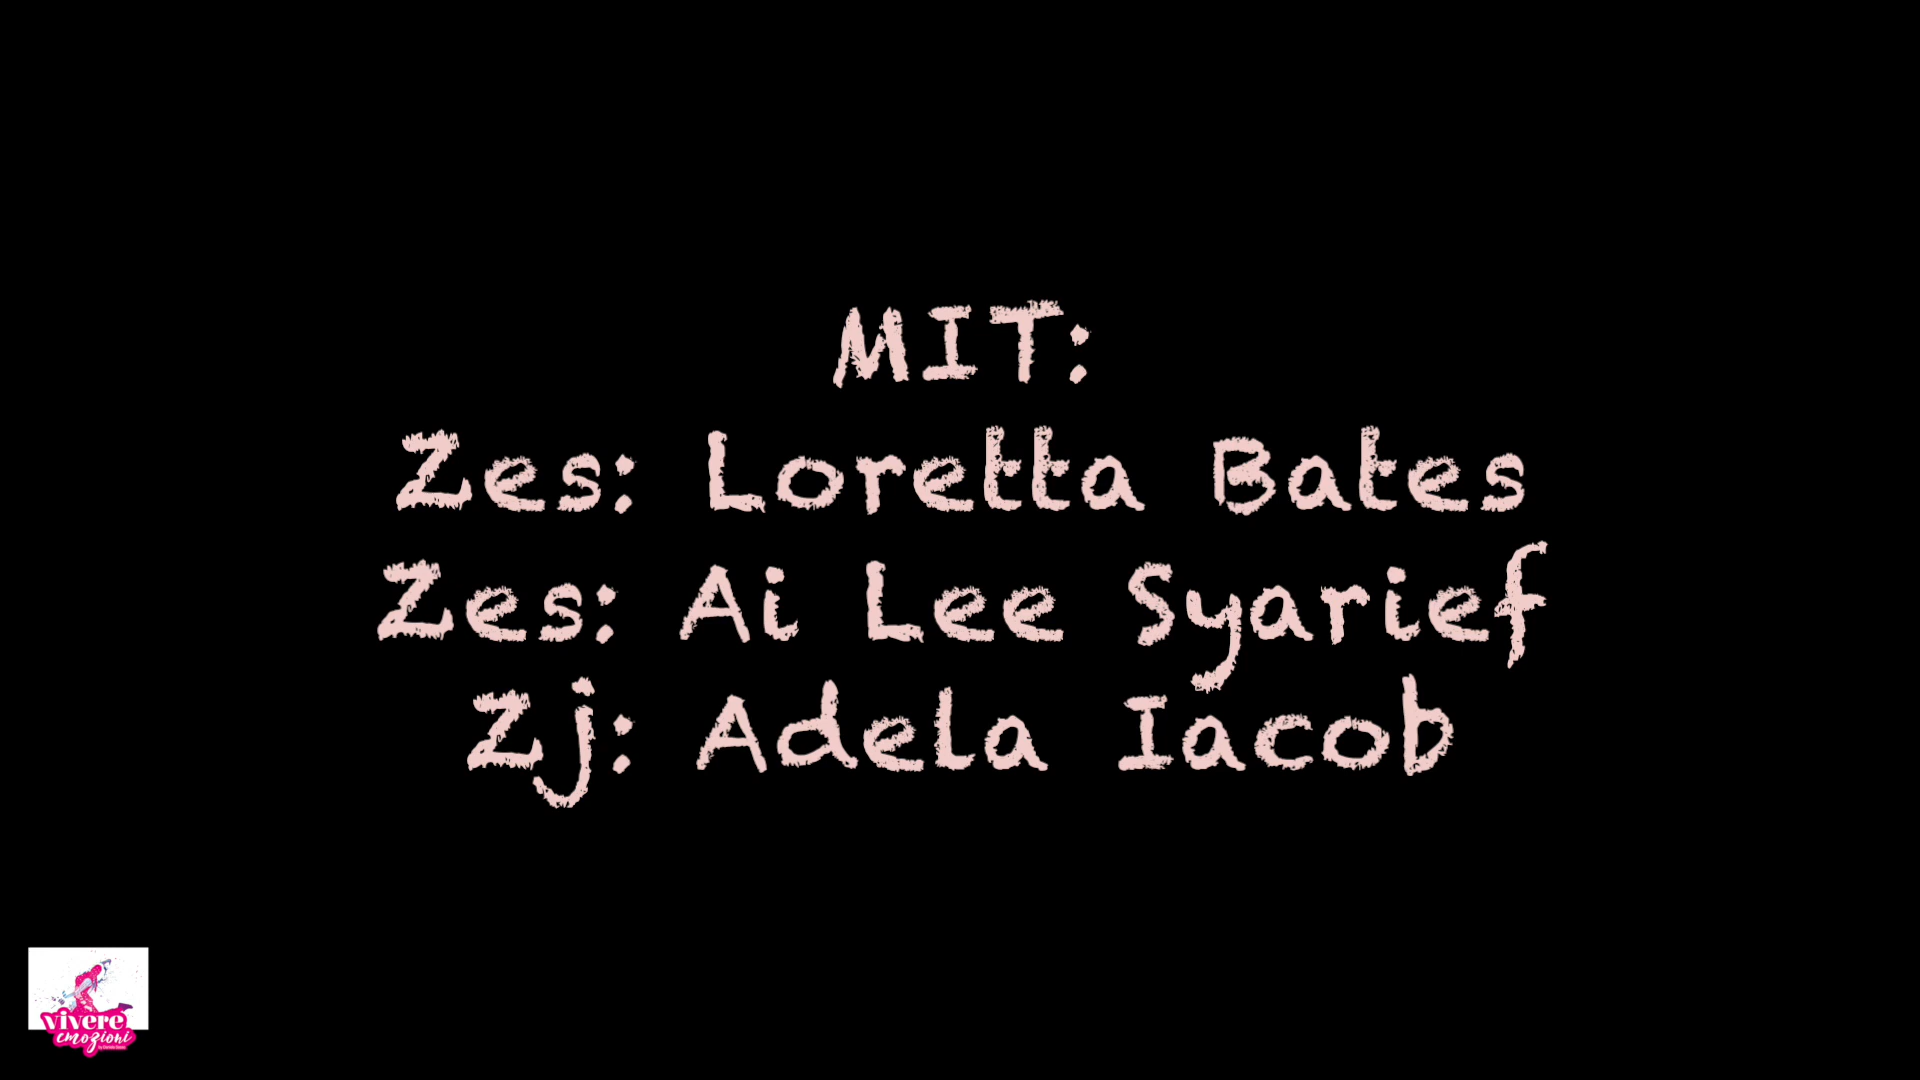 MIT:
Zes: Loretta Bates
Zes: Ai Lee Syarief
Zj: Adela Iacob
vivere
emozioni